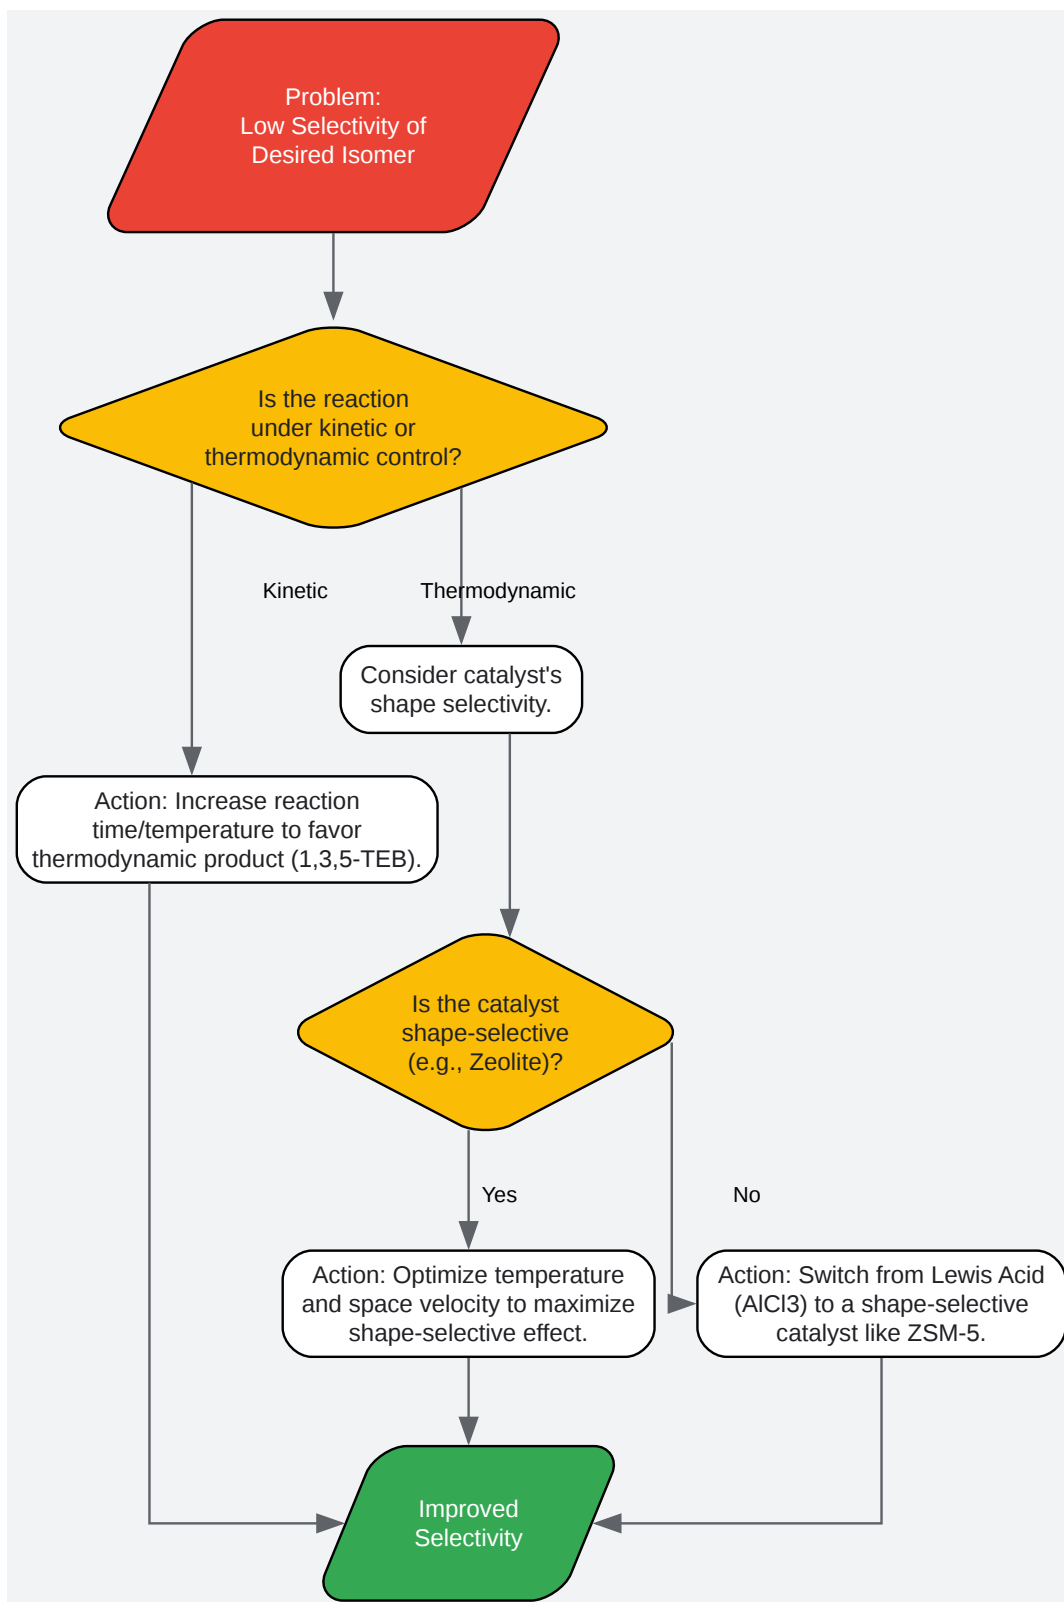 Problem:
Low Selectivity of
Desired Isomer
Is the reaction
under kinetic or
thermodynamic control?
Kinetic
Thermodynamic
Consider catalyst's
shape selectivity.
Action: Increase reaction
time/temperature to favor
thermodynamic product (1,3,5-TEB).
Is the catalyst
shape-selective
(e.g., Zeolite)?
Yes
No
Action: Optimize temperature
and space velocity to maximize
shape-selective effect.
Action: Switch from Lewis Acid
(AlCl3) to a shape-selective
catalyst like ZSM-5.
Improved
Selectivity